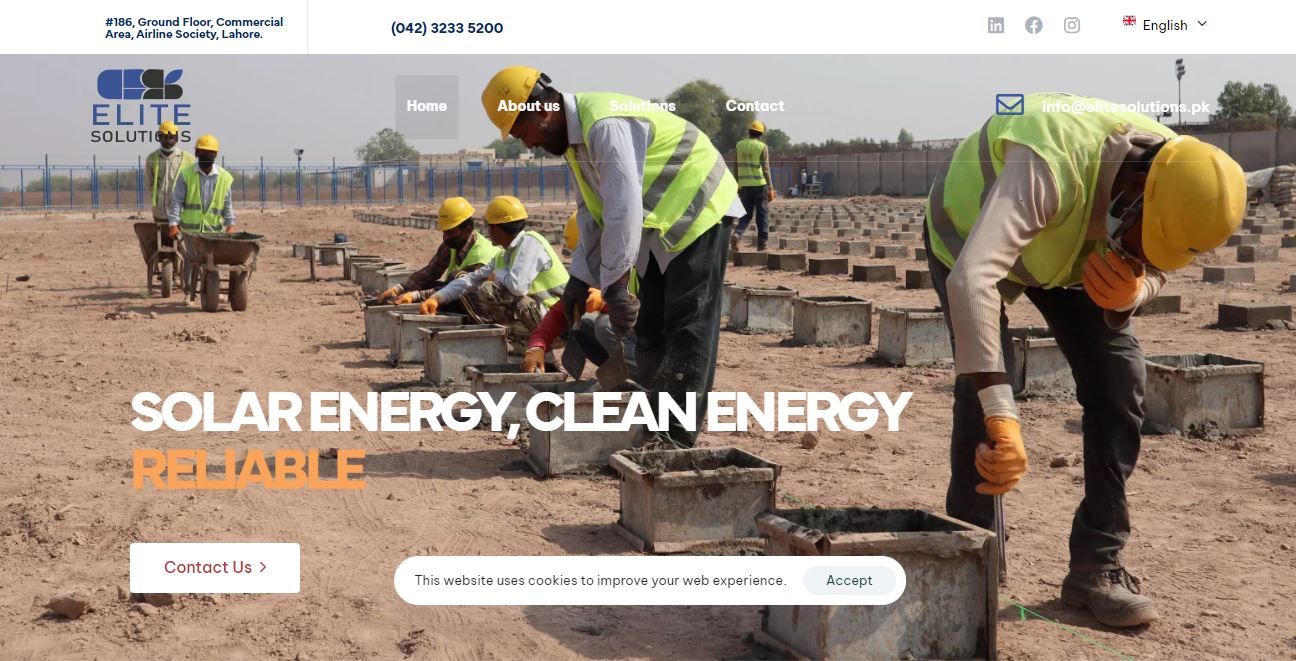 #186, Ground Floor, Commercial
Area, Airline Society, Lahore.
(042) 3233 5200
English
ELITE
SOLUTIONS
Home
About us
Solutions
Contact
info@elitesolutions.pk
SOLAR ENERGY, CLEAN ENERGY
RELIABLE
Contact Us
This website uses cookies to improve your web experience.
Accept